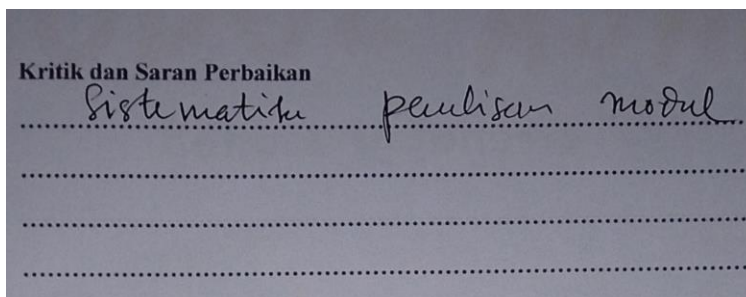 Kritik dan Saran Perbaikan
Sistematika penulisan modul